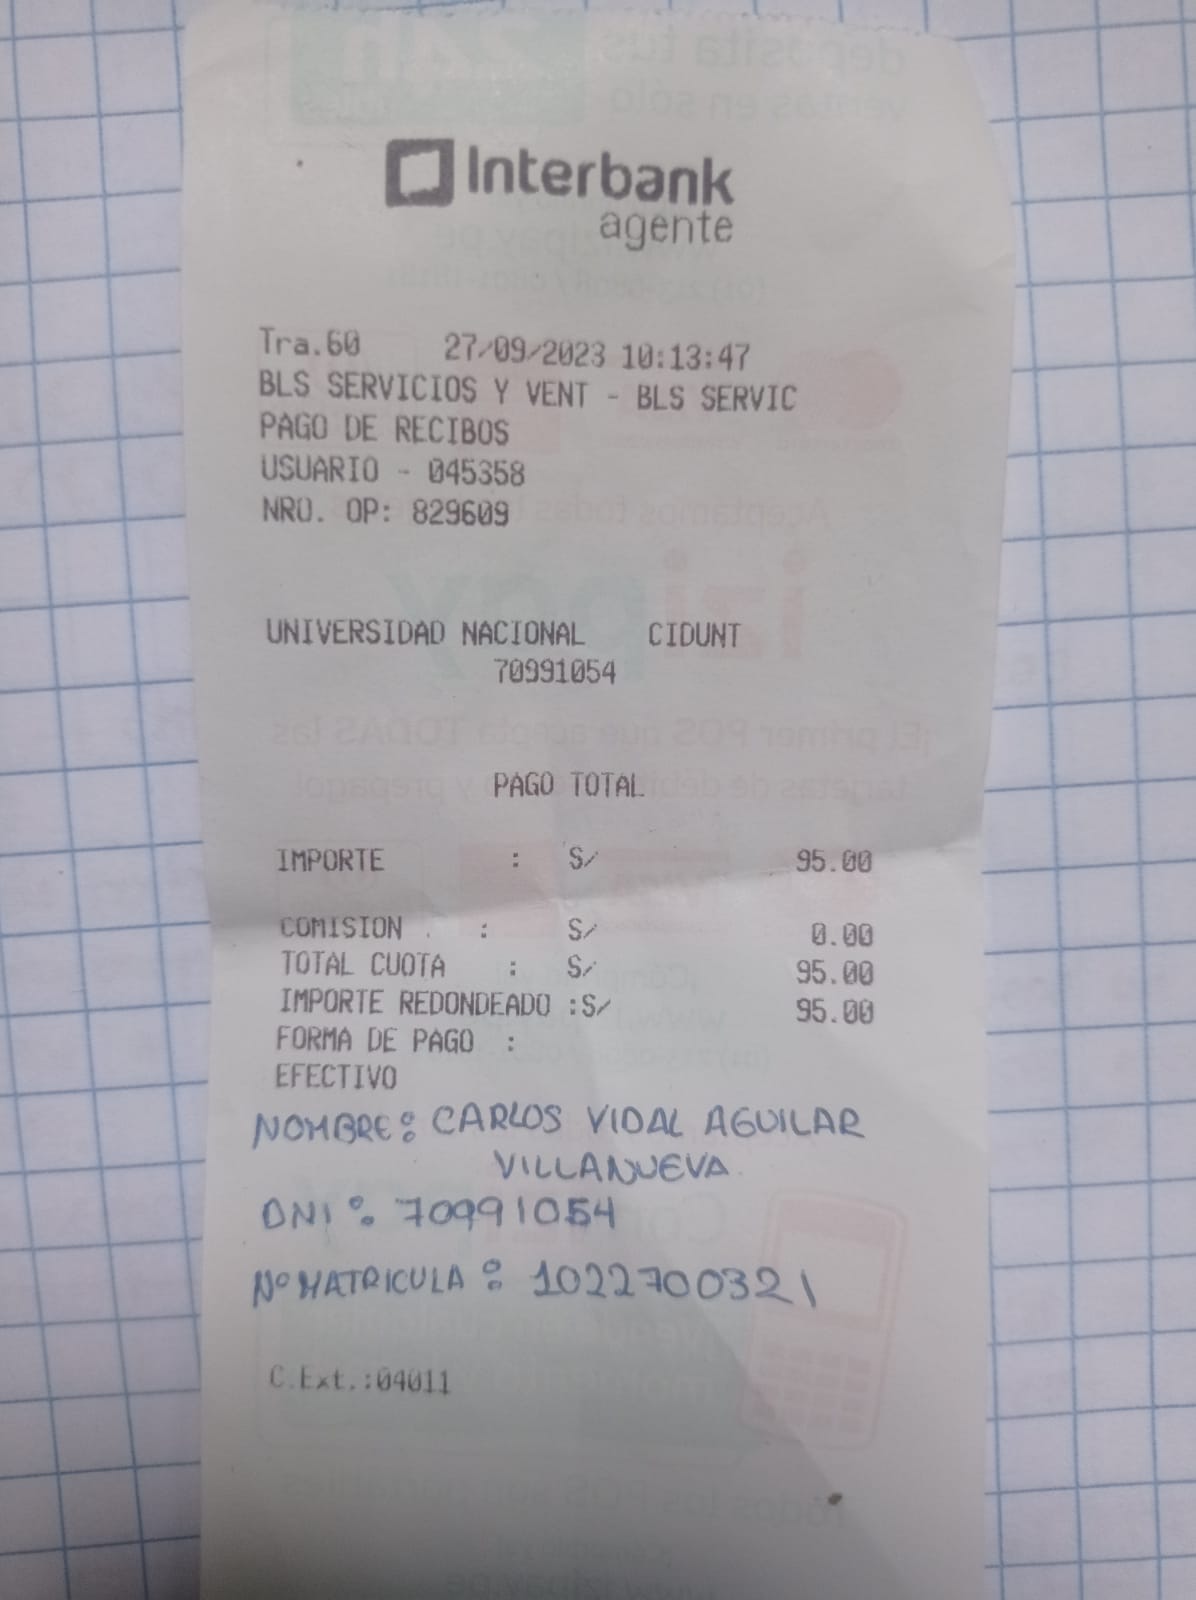 Interbank
agente
Tra.60 27/09/2023 10:13:47
BLS SERVICIOS Y VENT - BLS SERVIC
PAGO DE RECIBOS
USUARIO - 045358
NRO. OP: 829609
UNIVERSIDAD NACIONAL CIDUNT
70991054
PAGO TOTAL
IMPORTE : S/ 95.00
COMISION : S/ 0.00
TOTAL CUOTA : S/ 95.00
IMPORTE REDONDEADO :S/ 95.00
FORMA DE PAGO :
EFECTIVO
NOMBRE: CARLOS VIDAL AGUILAR
VILLANUEVA.
DNI: 70991054
Nº MATRICULA: 1022700321
C.Ext.:04011